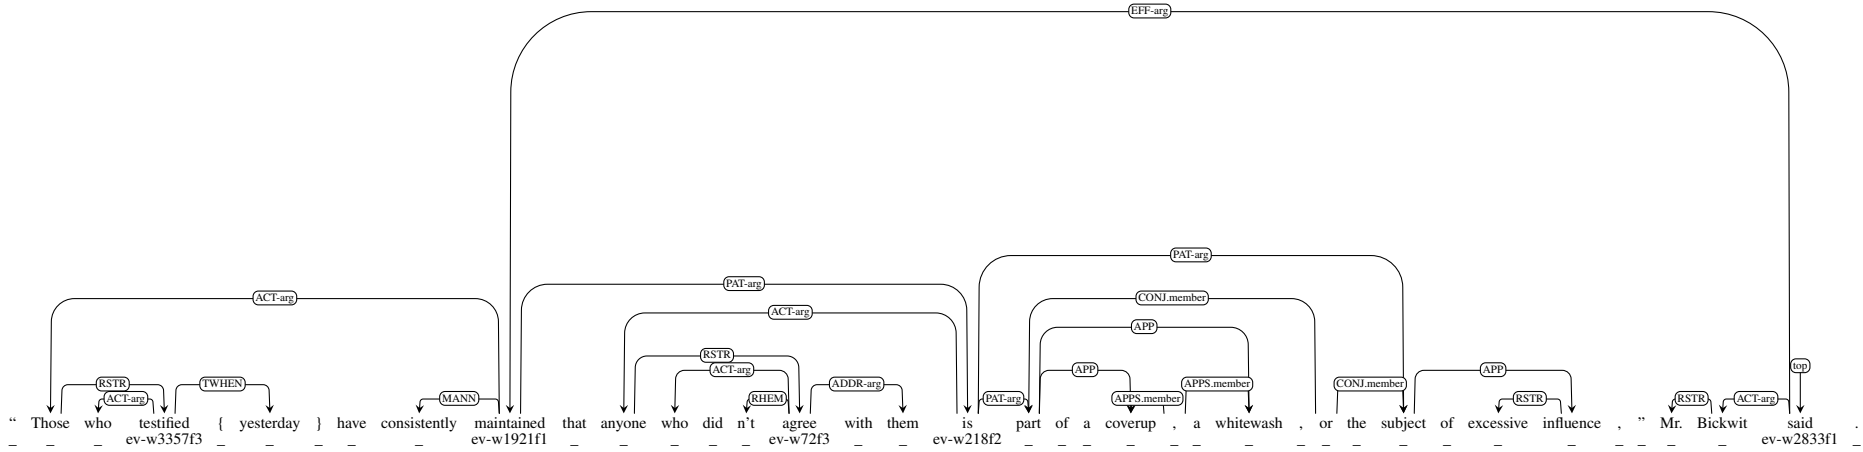 EFF-arg
PAT-arg
PAT-arg
ACT-arg CONJ.member
ACT-arg
APP
RSTR
top
ACT-arg APP APP
RSTR TWHEN ADDR-arg APPS.member CONJ.member
ACT-arg MANN RHEM PAT-arg APPS.member RSTR RSTR ACT-arg
“ Those who testified { yesterday } have consistently maintained that anyone who did n’t agree with them is part of a coverup , a whitewash , or the subject of excessive influence , ” Mr. Bickwit said .
_ _ _ ev-w3357f3 _ _ _ _ _ ev-w1921f1 _ _ _ _ _ ev-w72f3 _ _ ev-w218f2 _ _ _ _ _ _ _ _ _ _ _ _ _ _ _ _ _ _ ev-w2833f1 _